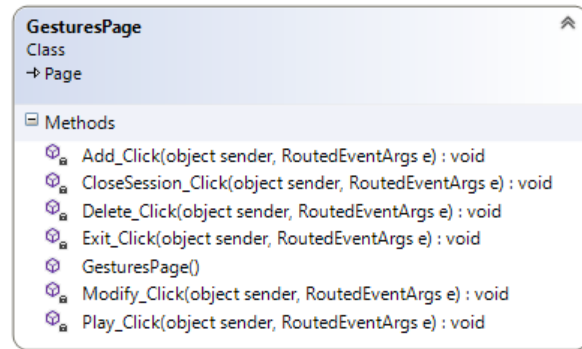 GesturesPage
Class
Page
Methods
Add_Click(object sender, RoutedEventArgs e) : void
CloseSession_Click(object sender, RoutedEventArgs e) : void
Delete_Click(object sender, RoutedEventArgs e) : void
Exit_Click(object sender, RoutedEventArgs e) : void
GesturesPage()
Modify_Click(object sender, RoutedEventArgs e) : void
Play_Click(object sender, RoutedEventArgs e) : void